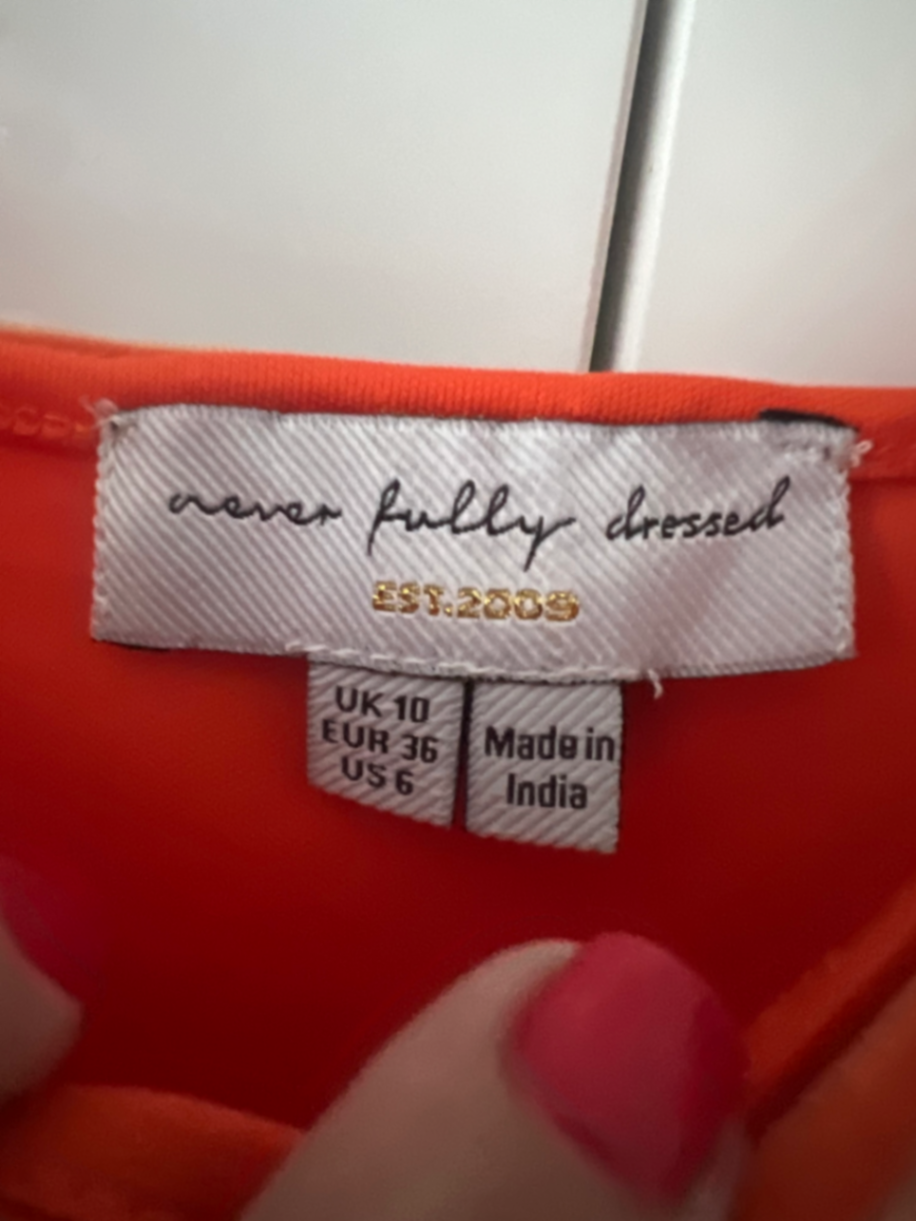 never fully dressed
EST.2009
UK 10
EUR 36
US 6
Made in
India